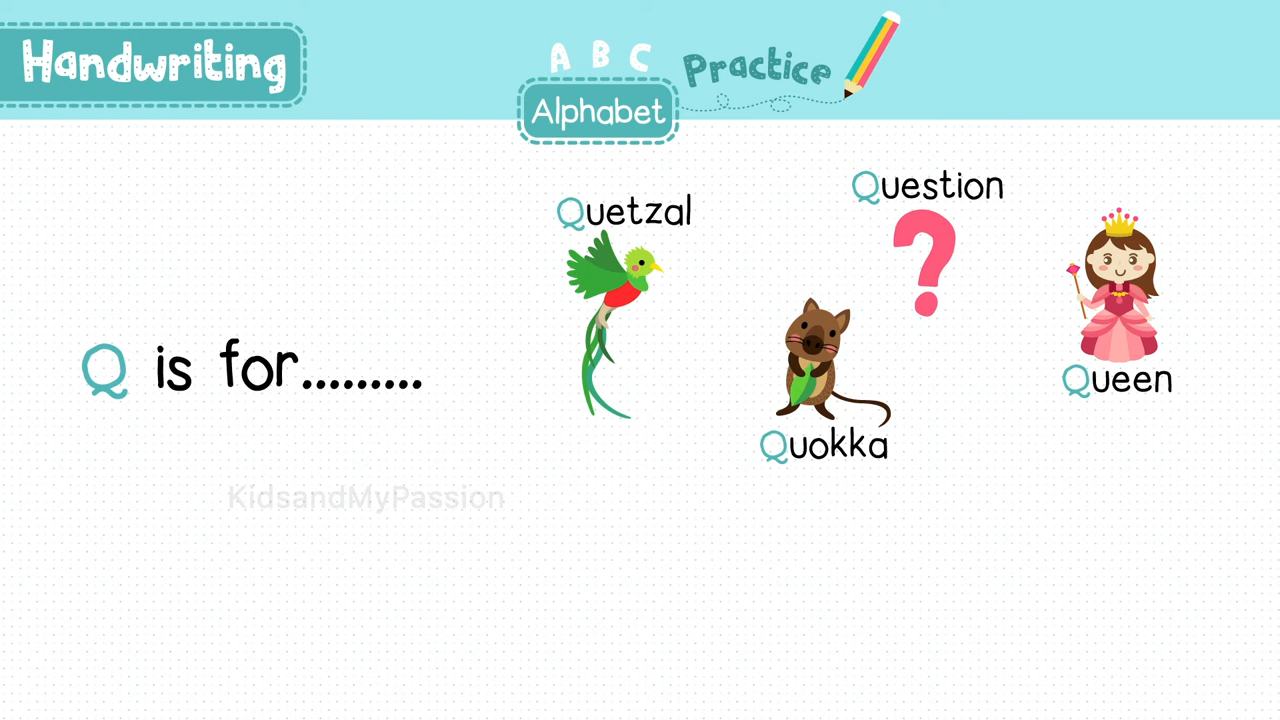 Handwriting
A B C
Alphabet
Practice
Q is for.........
Quetzal
Question
Quokka
Queen
KidsandMyPassion